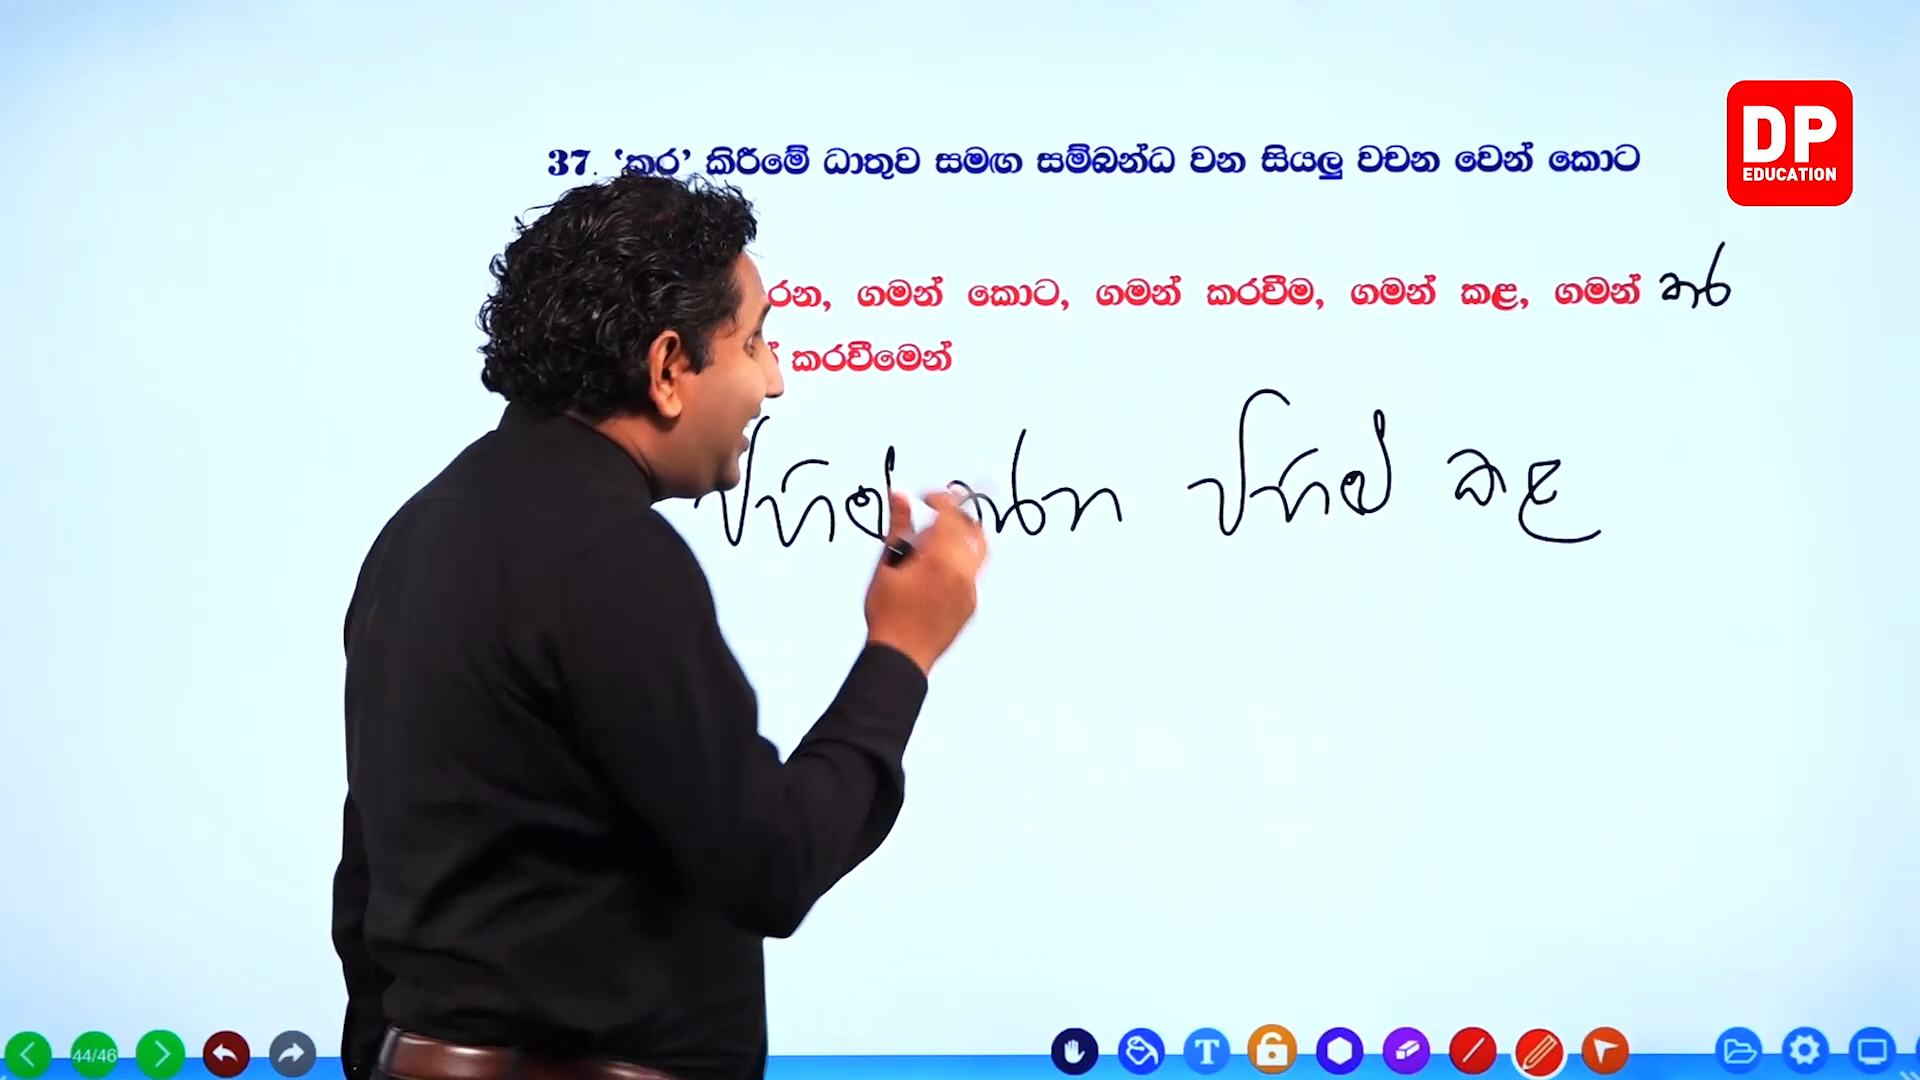 DP
EDUCATION
37. ‘කර’ කිරීමේ ධාතුව සමඟ සම්බන්ධ වන සියලු වචන වෙන් කොට
රන, ගමන් කොට, ගමන් කරවීම, ගමන් කළ, ගමන් කර
කරවීමෙන්
කළ
44/46